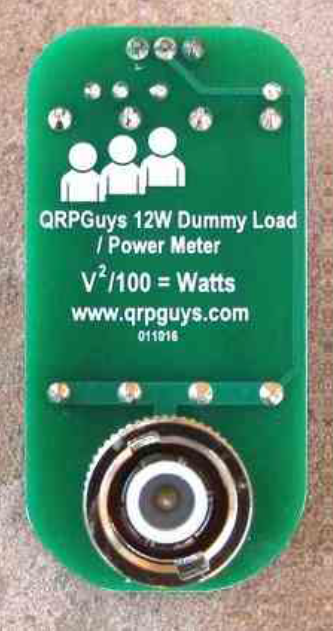 QRPGuys 12W Dummy Load
/ Power Meter
V²/100 = Watts
www.qrpguys.com
011016